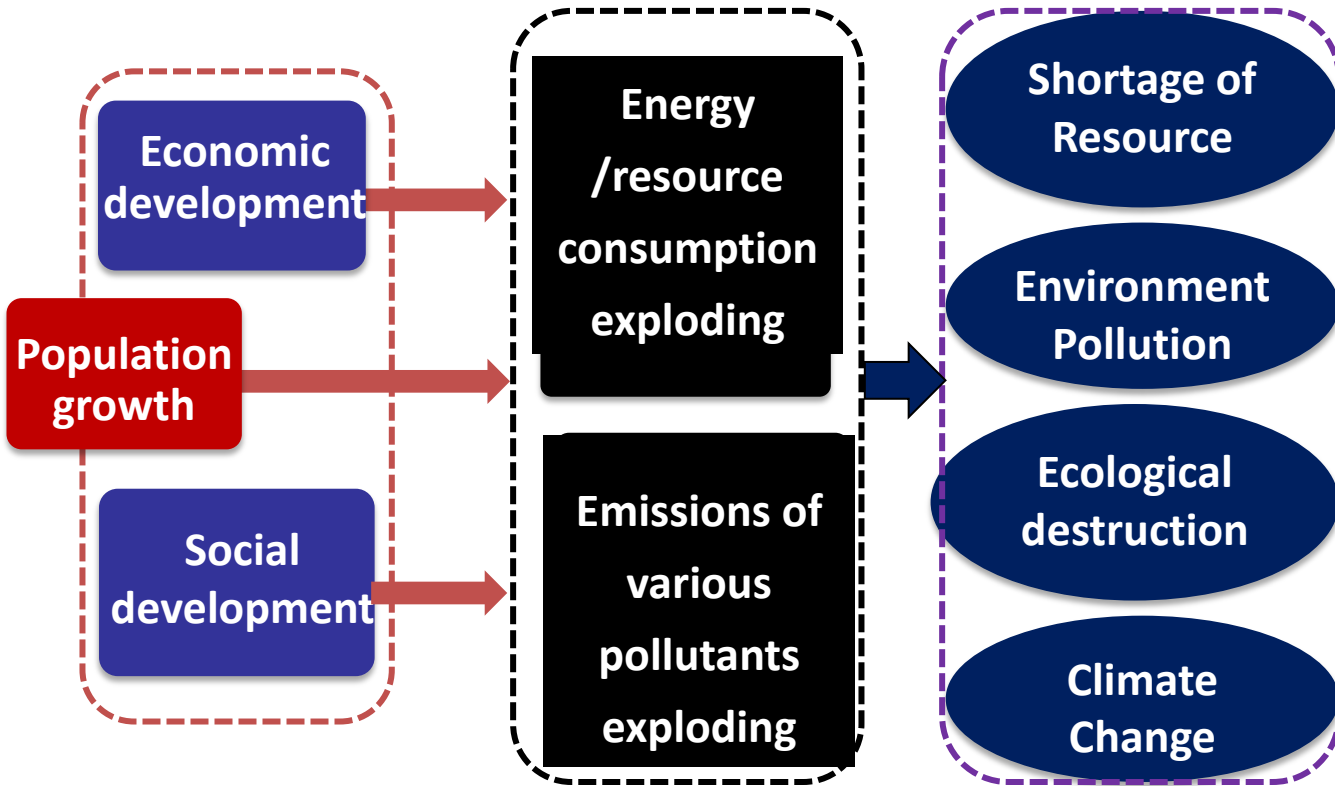 Economic
development
Population
growth
Social
development
Energy
/resource
consumption
exploding
Emissions of
various
pollutants
exploding
Shortage of
Resource
Environment
Pollution
Ecological
destruction
Climate
Change